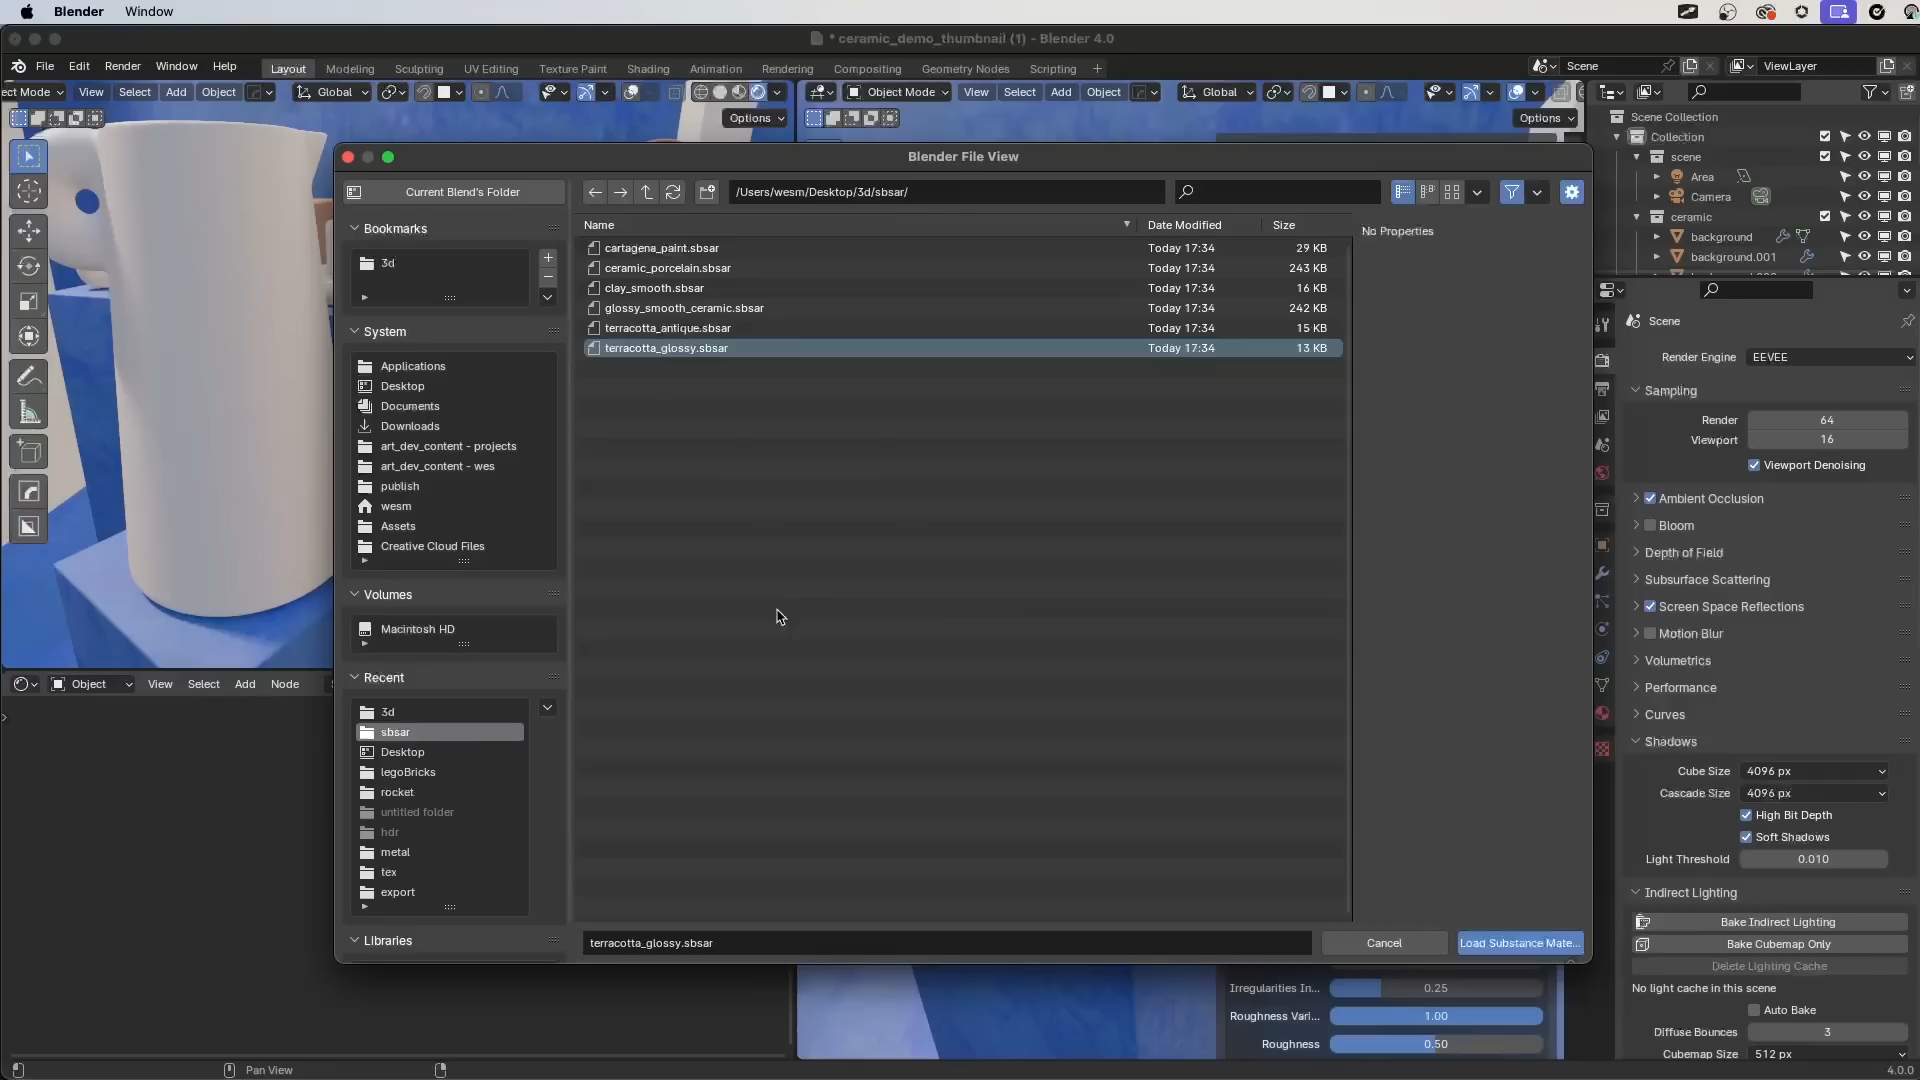 Blender Window
* ceramic_demo_thumbnail (1) - Blender 4.0
File Edit Render Window Help Layout Modeling Sculpting UV Editing Texture Paint Shading Animation Rendering Compositing Geometry Nodes Scripting + Scene ViewLayer
ect Mode View Select Add Object Global Object Mode View Select Add Object Global
Options Options
Scene Collection
Collection
scene
Area
Camera
ceramic
background
background.001
Blender File View
Current Blend's Folder
/Users/wesm/Desktop/3d/sbsar/
Bookmarks
3d
System
Applications
Desktop
Documents
Downloads
art_dev_content - projects
art_dev_content - wes
publish
wesm
Assets
Creative Cloud Files
Volumes
Macintosh HD
Recent
3d
sbsar
Desktop
legoBricks
rocket
untitled folder
hdr
metal
tex
export
Libraries
Name Date Modified Size
cartagena_paint.sbsar Today 17:34 29 KB
ceramic_porcelain.sbsar Today 17:34 243 KB
clay_smooth.sbsar Today 17:34 16 KB
glossy_smooth_ceramic.sbsar Today 17:34 242 KB
terracotta_antique.sbsar Today 17:34 15 KB
terracotta_glossy.sbsar Today 17:34 13 KB
No Properties
terracotta_glossy.sbsar Cancel Load Substance Mate...
Object View Select Add Node
Irregularities In... 0.25
Roughness Vari... 1.00
Roughness 0.50
Scene
Render Engine EEVEE
Sampling
Render 64
Viewport 16
Viewport Denoising
Ambient Occlusion
Bloom
Depth of Field
Subsurface Scattering
Screen Space Reflections
Motion Blur
Volumetrics
Performance
Curves
Shadows
Cube Size 4096 px
Cascade Size 4096 px
High Bit Depth
Soft Shadows
Light Threshold 0.010
Indirect Lighting
Bake Indirect Lighting
Bake Cubemap Only
Delete Lighting Cache
No light cache in this scene
Auto Bake
Diffuse Bounces 3
Cubemap Size 512 px
Pan View 4.0.0